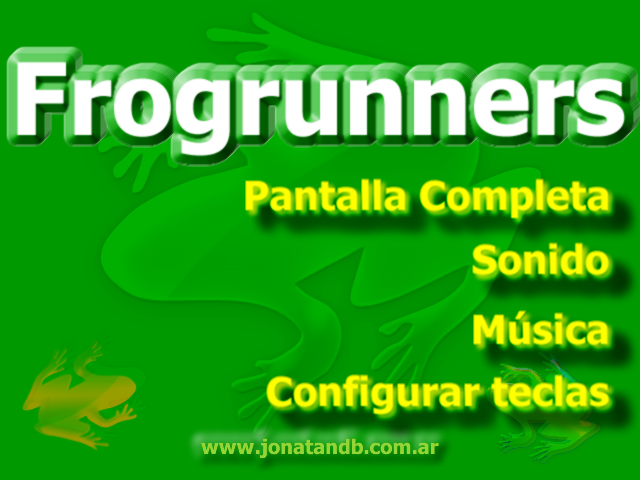 Frogrunners
Pantalla Completa
Sonido
Música
Configurar teclas
www.jonatandb.com.ar